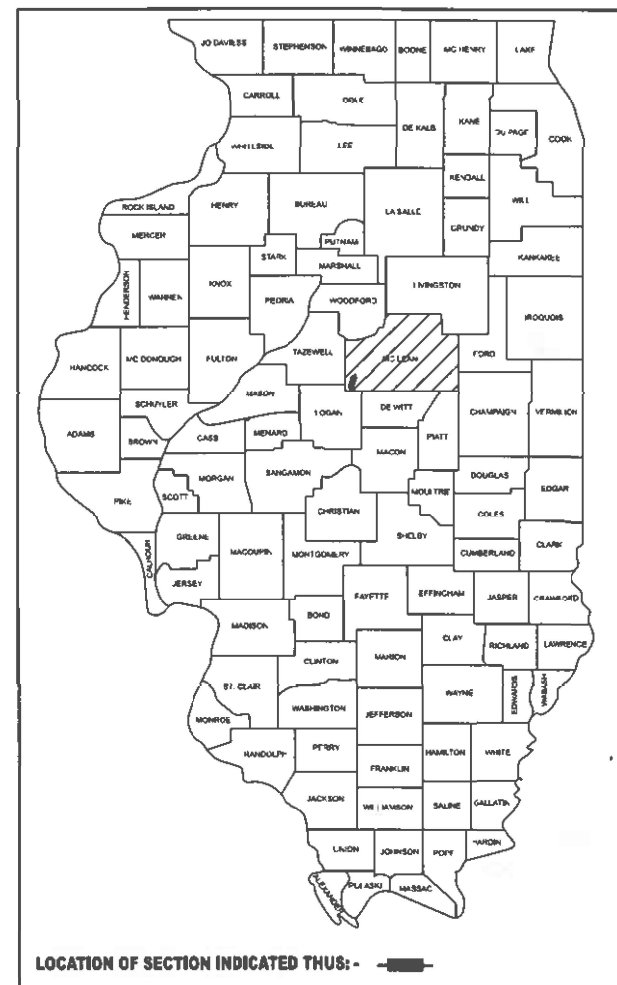 JO DAVIESS STEPHENSON WINNEBAGO BOONE MC HENRY LAKE
CARROLL OGLE DE KALB KANE DU PAGE COOK
WHITESIDE LEE KENDALL WILL
ROCK ISLAND HENRY BUREAU LA SALLE GRUNDY
MERCER PUTNAM KANKAKEE
STARK MARSHALL LIVINGSTON
HENDERSON WARREN KNOX PEORIA WOODFORD IROQUOIS
HANCOCK MC DONOUGH FULTON TAZEWELL MC LEAN FORD
MASON
SCHUYLER LOGAN DE WITT CHAMPAIGN VERMILION
ADAMS BROWN CASS MENARD MACON PIATT
MORGAN SANGAMON DOUGLAS EDGAR
PIKE SCOTT CHRISTIAN MOULTRIE COLES
GREENE MACOUPIN MONTGOMERY SHELBY CUMBERLAND CLARK
CALHOUN JERSEY
FAYETTE EFFINGHAM JASPER CRAWFORD
MADISON BOND CLAY RICHLAND LAWRENCE
CLINTON MARION
ST. CLAIR WAYNE EDWARDS WABASH
MONROE WASHINGTON JEFFERSON
RANDOLPH PERRY HAMILTON WHITE
FRANKLIN
JACKSON WILLIAMSON SALINE GALLATIN
UNION JOHNSON POPE HARDIN
ALEXANDER PULASKI MASSAC
LOCATION OF SECTION INDICATED THUS: -